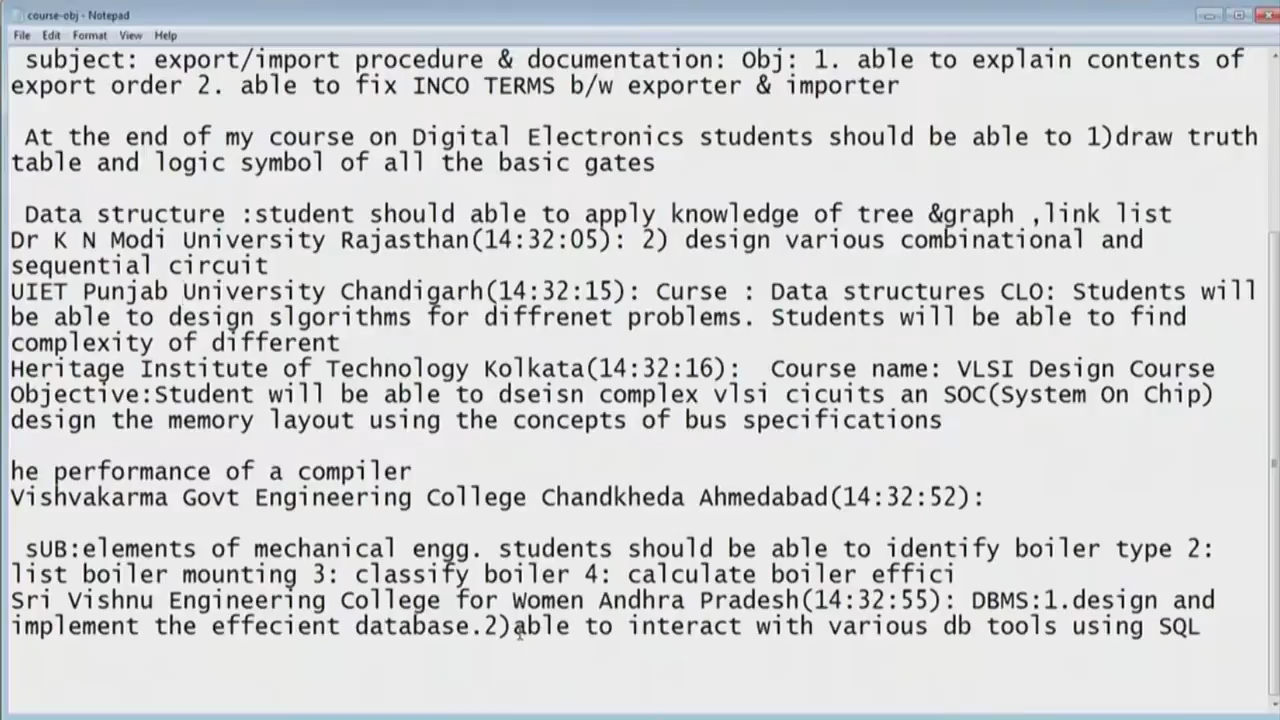 course-obj - Notepad
File Edit Format View Help
subject: export/import procedure & documentation: Obj: 1. able to explain contents of
export order 2. able to fix INCO TERMS b/w exporter & importer
At the end of my course on Digital Electronics students should be able to 1)draw truth
table and logic symbol of all the basic gates
Data structure :student should able to apply knowledge of tree &graph ,link list
Dr K N Modi University Rajasthan(14:32:05): 2) design various combinational and
sequential circuit
UIET Punjab University Chandigarh(14:32:15): Curse : Data structures CLO: Students will
be able to design slgorithms for diffrenet problems. Students will be able to find
complexity of different
Heritage Institute of Technology Kolkata(14:32:16):  Course name: VLSI Design Course
Objective:Student will be able to dseisn complex vlsi cicuits an SOC(System On Chip)
design the memory layout using the concepts of bus specifications
he performance of a compiler
Vishvakarma Govt Engineering College Chandkheda Ahmedabad(14:32:52):
sUB:elements of mechanical engg. students should be able to identify boiler type 2:
list boiler mounting 3: classify boiler 4: calculate boiler effici
Sri Vishnu Engineering College for Women Andhra Pradesh(14:32:55): DBMS:1.design and
implement the effecient database.2)able to interact with various db tools using SQL